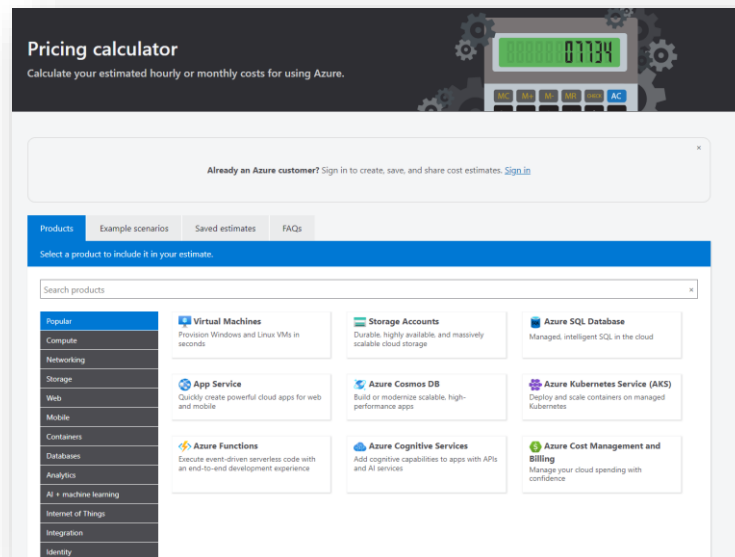 Pricing calculator
Calculate your estimated hourly or monthly costs for using Azure.
07734
MC M+ M- MR AC
×
Already an Azure customer? Sign in to create, save, and share cost estimates. Sign in
Products Example scenarios Saved estimates FAQs
Select a product to include it in your estimate.
Search products ×
Popular
Compute
Networking
Storage
Web
Mobile
Containers
Databases
Analytics
AI + machine learning
Internet of Things
Integration
Identity
Virtual Machines
Provision Windows and Linux VMs in
seconds
Storage Accounts
Durable, highly available, and massively
scalable cloud storage
Azure SQL Database
Managed, intelligent SQL in the cloud
App Service
Quickly create powerful cloud apps for web
and mobile
Azure Cosmos DB
Build or modernize scalable, high-
performance apps
Azure Kubernetes Service (AKS)
Deploy and scale containers on managed
Kubernetes
Azure Functions
Execute event-driven serverless code with
an end-to-end development experience
Azure Cognitive Services
Add cognitive capabilities to apps with APIs
and AI services
Azure Cost Management and
Billing
Manage your cloud spending with
confidence